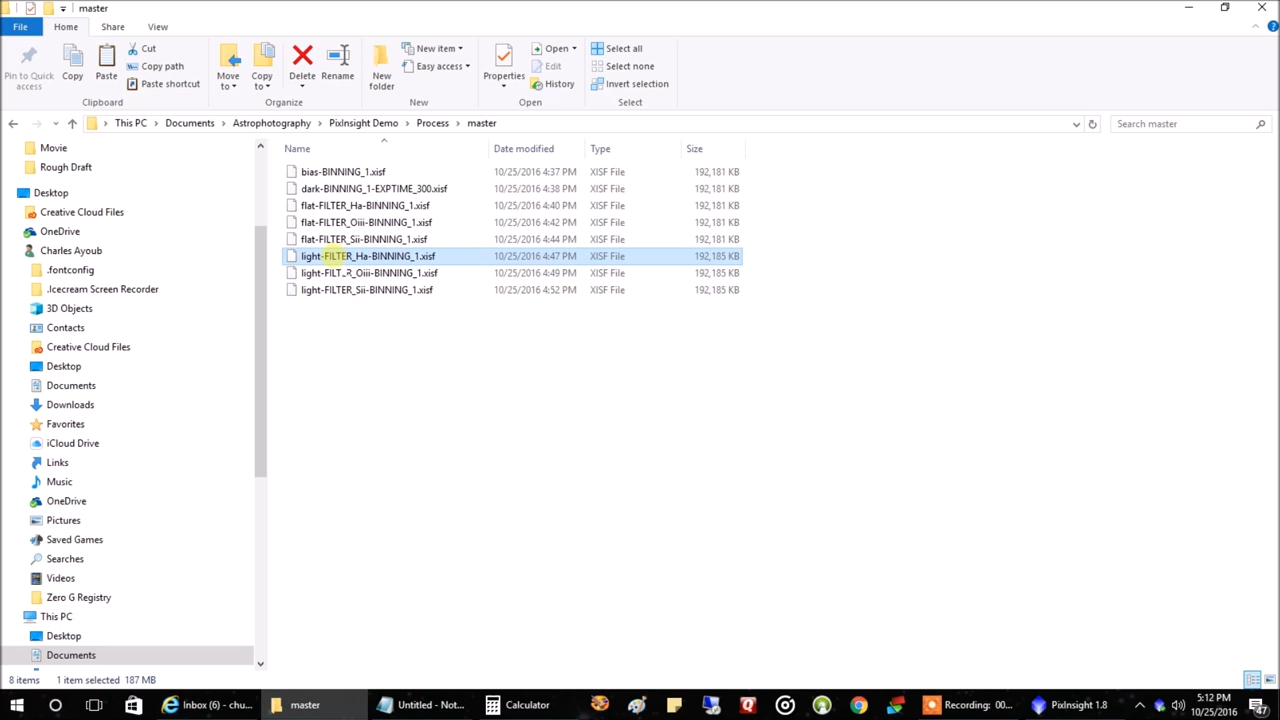 master
File Home Share View
Pin to Quick access
Copy
Paste
Cut
Copy path
Paste shortcut
Move to
Copy to
Delete
Rename
New folder
New item
Easy access
Properties
Open
Edit
History
Select all
Select none
Invert selection
Clipboard Organize New Open Select
This PC Documents Astrophotography PixInsight Demo Process master
Search master
Movie
Rough Draft
Desktop
Creative Cloud Files
OneDrive
Charles Ayoub
.fontconfig
.Icecream Screen Recorder
3D Objects
Contacts
Creative Cloud Files
Desktop
Documents
Downloads
Favorites
iCloud Drive
Links
Music
OneDrive
Pictures
Saved Games
Searches
Videos
Zero G Registry
This PC
Desktop
Documents
Name Date modified Type Size
bias-BINNING_1.xisf 10/25/2016 4:37 PM XISF File 192,181 KB
dark-BINNING_1-EXPTIME_300.xisf 10/25/2016 4:38 PM XISF File 192,181 KB
flat-FILTER_Ha-BINNING_1.xisf 10/25/2016 4:40 PM XISF File 192,181 KB
flat-FILTER_Oiii-BINNING_1.xisf 10/25/2016 4:42 PM XISF File 192,181 KB
flat-FILTER_Sii-BINNING_1.xisf 10/25/2016 4:44 PM XISF File 192,181 KB
light-FILTER_Ha-BINNING_1.xisf 10/25/2016 4:47 PM XISF File 192,185 KB
light-FILTER_Oiii-BINNING_1.xisf 10/25/2016 4:49 PM XISF File 192,185 KB
light-FILTER_Sii-BINNING_1.xisf 10/25/2016 4:52 PM XISF File 192,185 KB
8 items 1 item selected 187 MB
Inbox (6) - chu... master Untitled - Not... Calculator Recording: 00... PixInsight 1.8 5:12 PM
10/25/2016
47